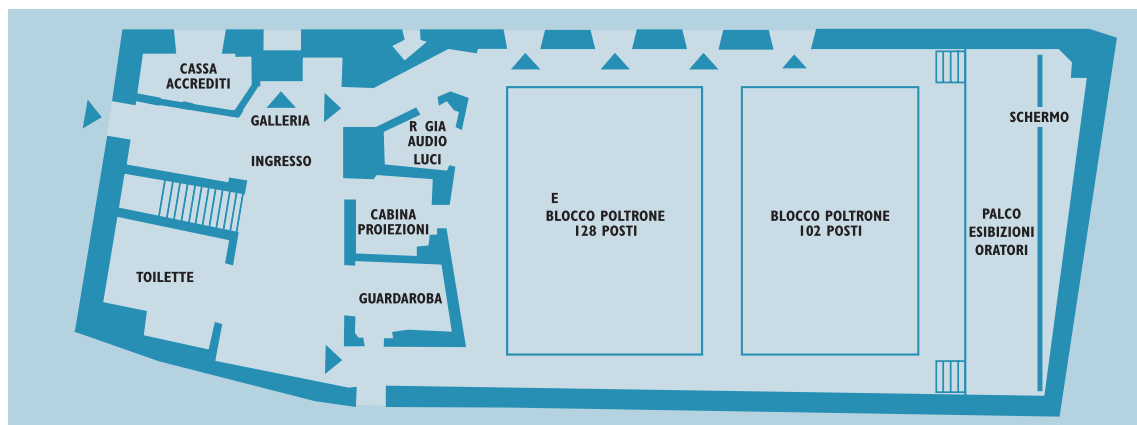 CASSA
ACCREDITI
GALLERIA
INGRESSO
TOILETTE
R GIA
AUDIO
LUCI
CABINA
PROIEZIONI
GUARDAROBA
E
BLOCCO POLTRONE
128 POSTI
BLOCCO POLTRONE
102 POSTI
PALCO
ESIBIZIONI
ORATORI
SCHERMO